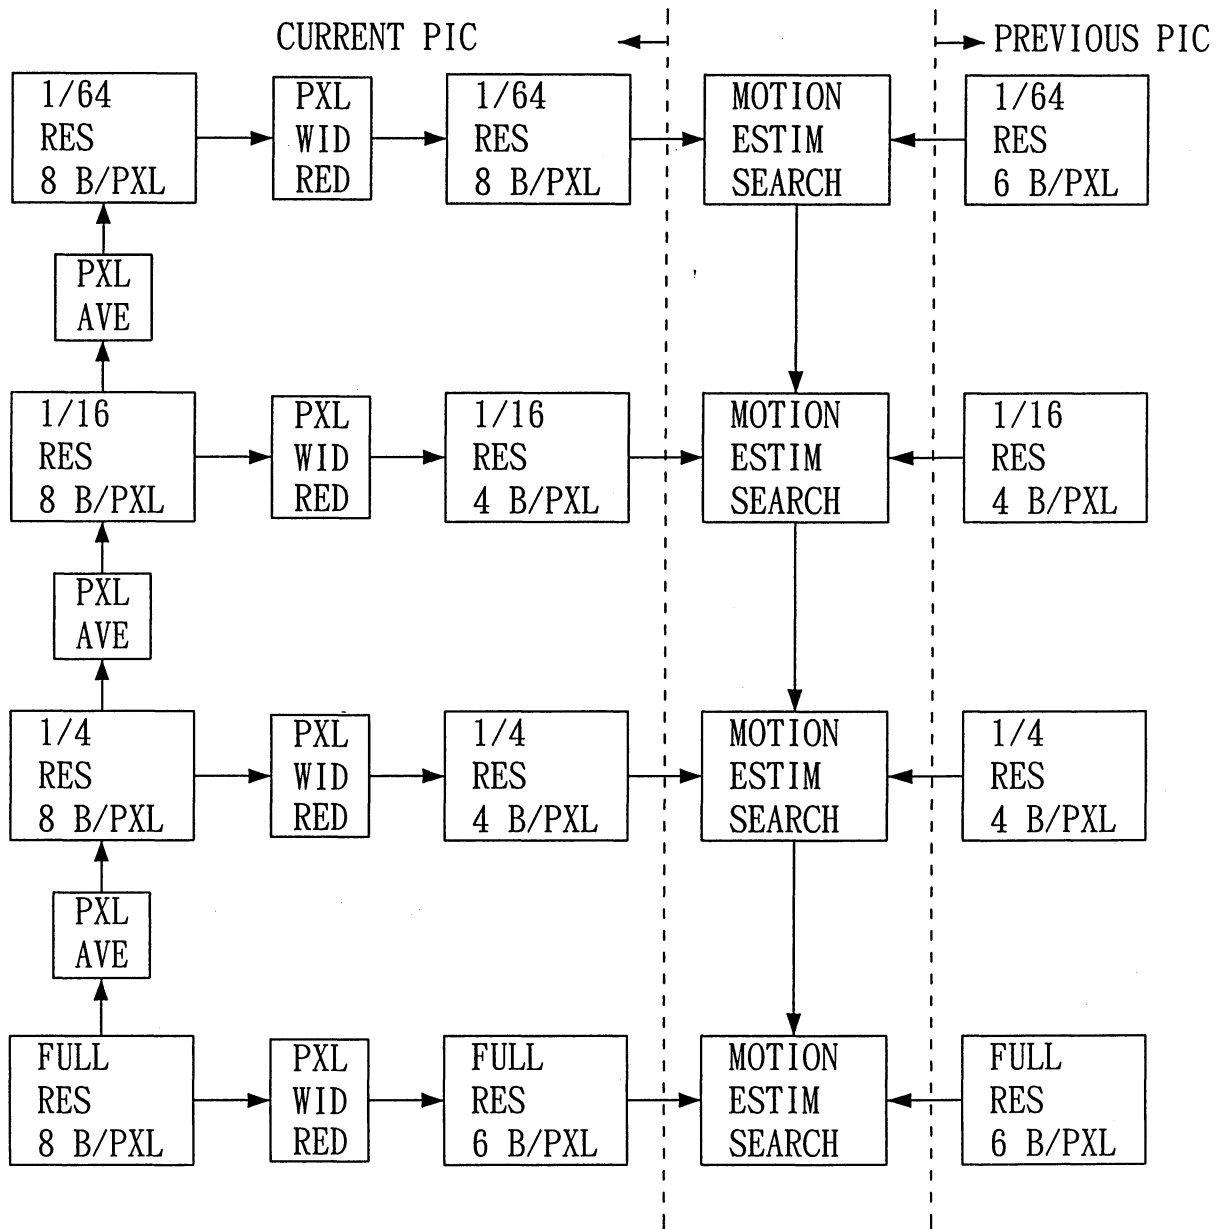 CURRENT PIC
PREVIOUS PIC
1/64
RES
8 B/PXL
PXL
WID
RED
1/64
RES
8 B/PXL
MOTION
ESTIM
SEARCH
1/64
RES
6 B/PXL
PXL
AVE
1/16
RES
8 B/PXL
PXL
WID
RED
1/16
RES
4 B/PXL
MOTION
ESTIM
SEARCH
1/16
RES
4 B/PXL
PXL
AVE
1/4
RES
8 B/PXL
PXL
WID
RED
1/4
RES
4 B/PXL
MOTION
ESTIM
SEARCH
1/4
RES
4 B/PXL
PXL
AVE
FULL
RES
8 B/PXL
PXL
WID
RED
FULL
RES
6 B/PXL
MOTION
ESTIM
SEARCH
FULL
RES
6 B/PXL